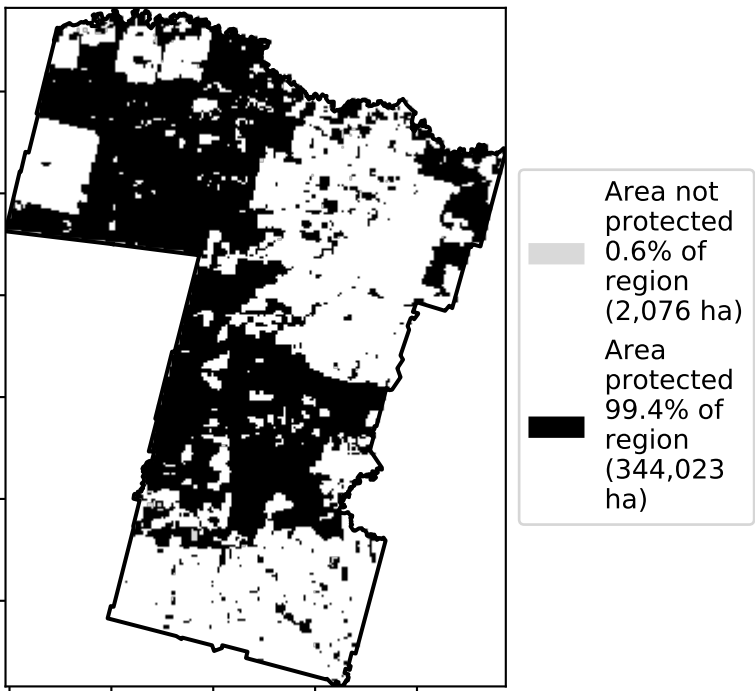 Area not
protected
0.6% of
region
(2,076 ha)
Area
protected
99.4% of
region
(344,023
ha)